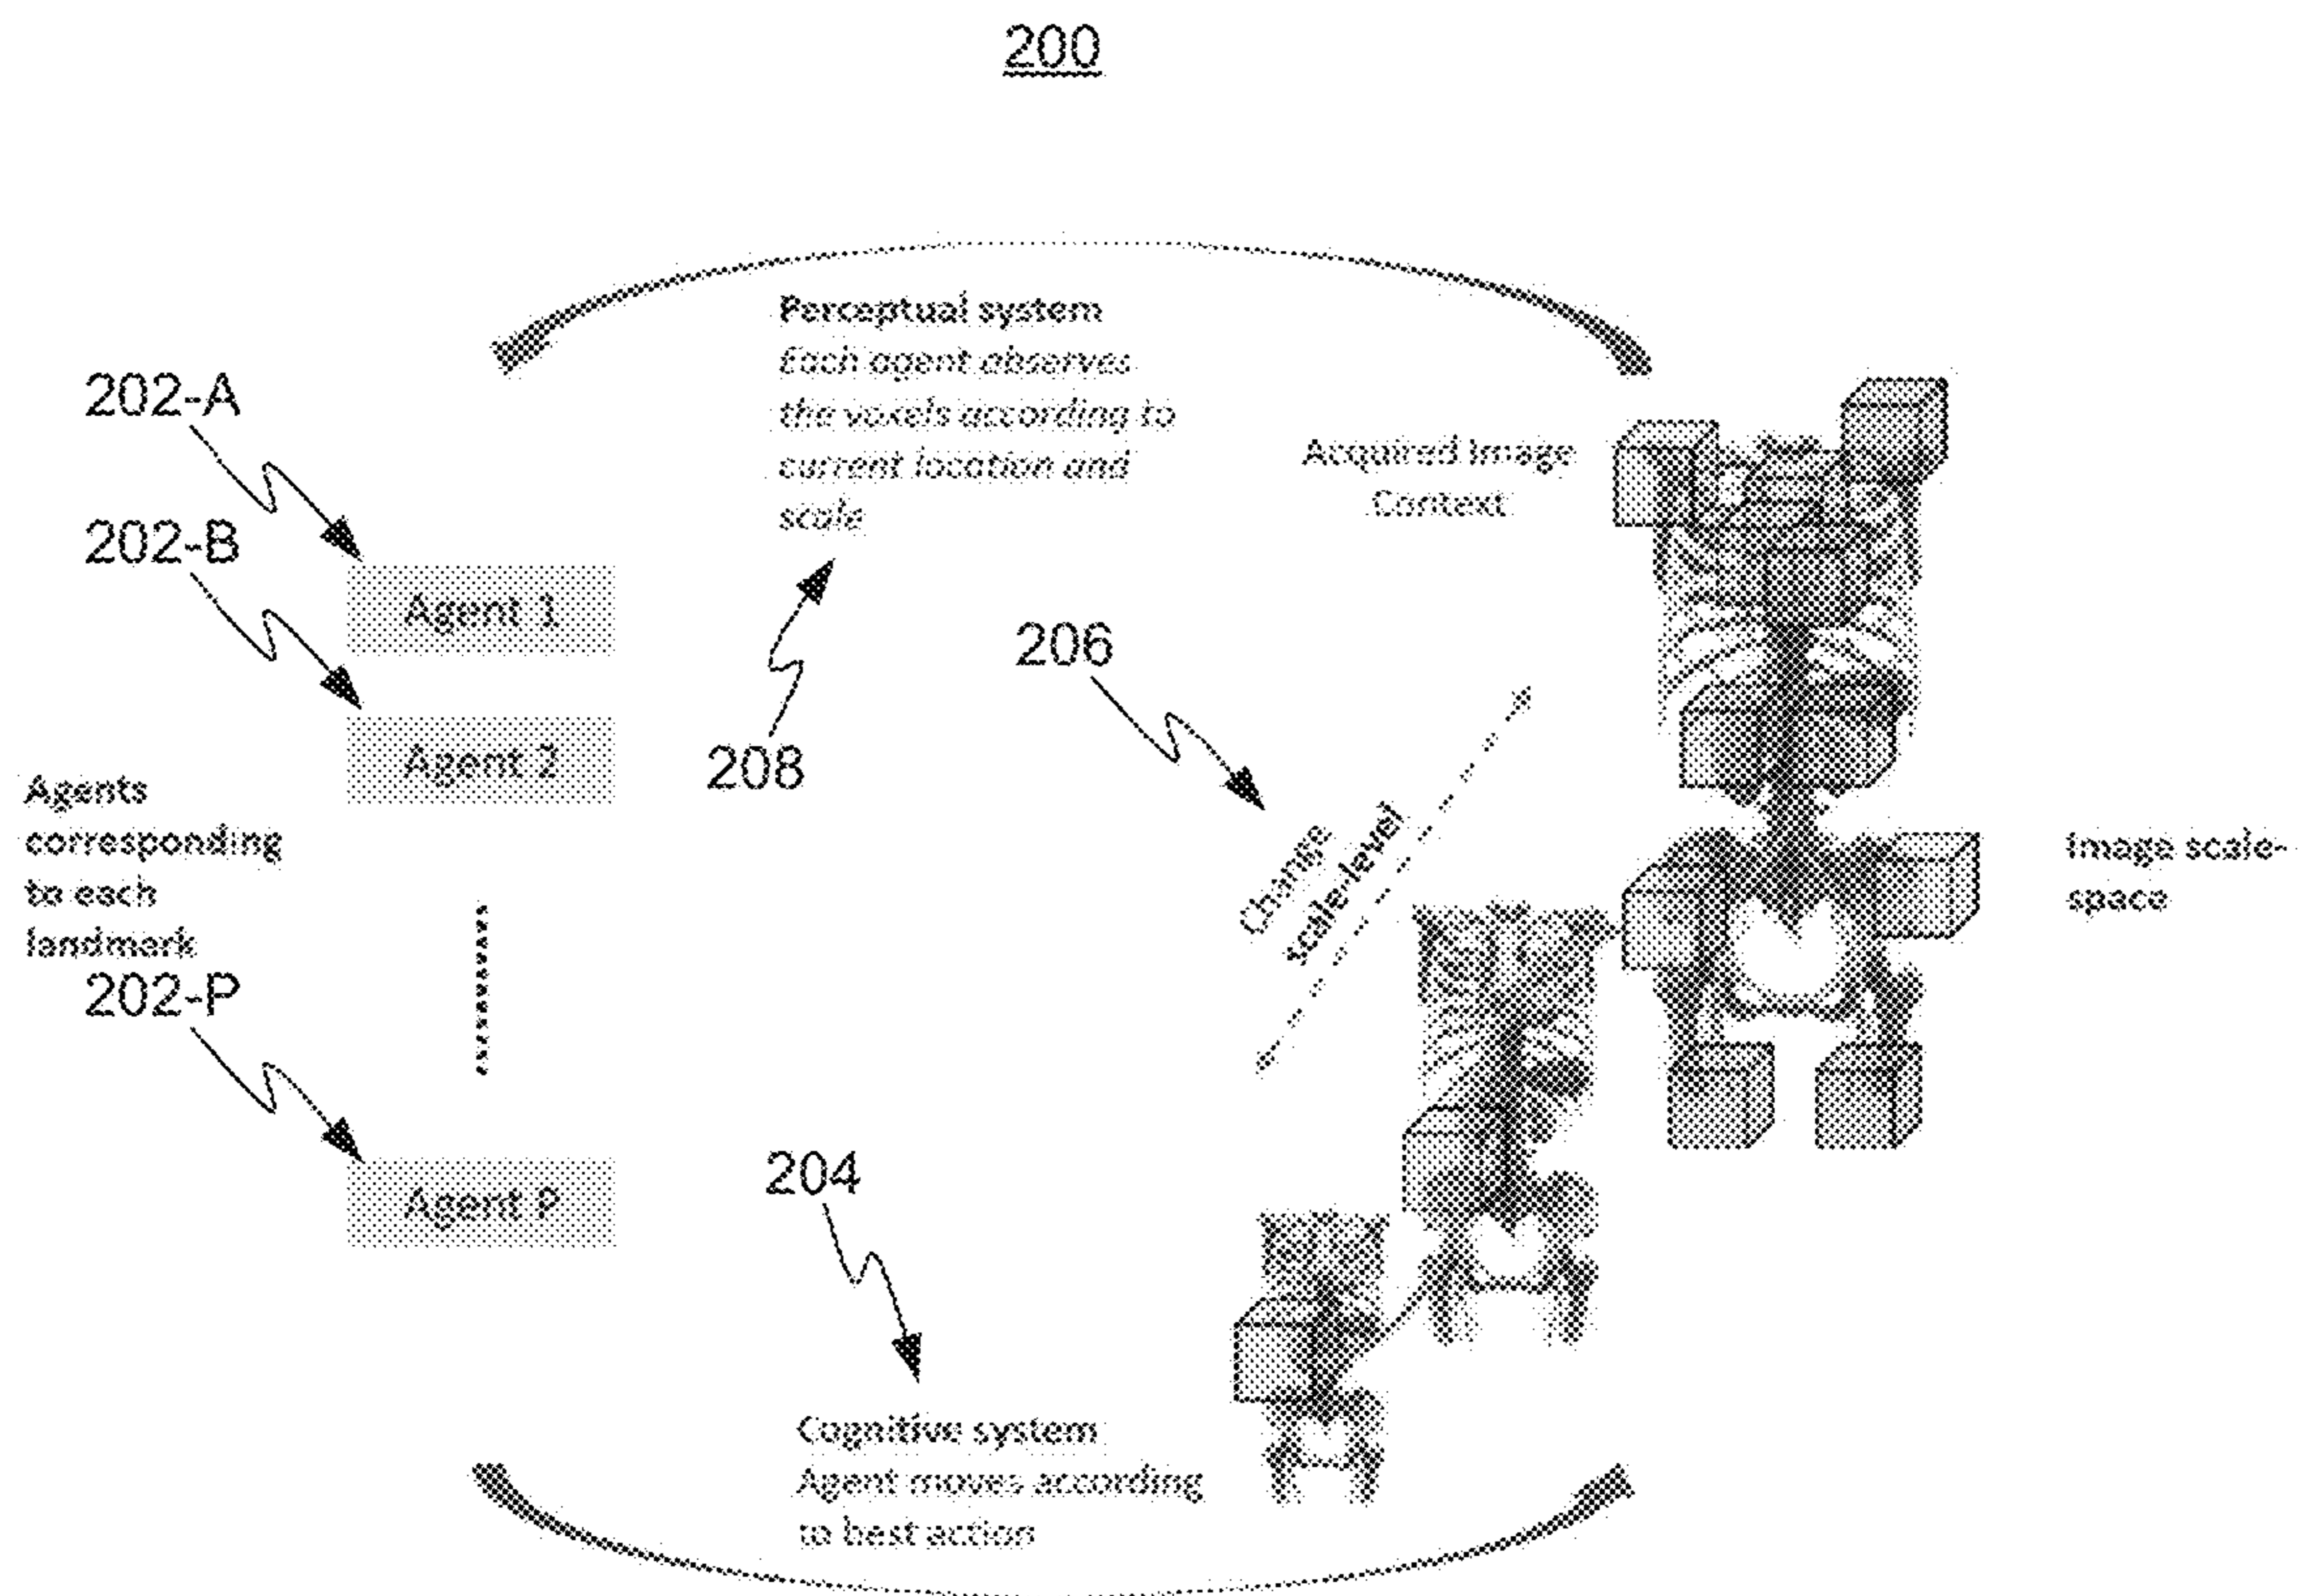 200
Perceptual system
Each agent observes
the voxels according to
current location and
scale
202-A
Acquired Image
Context
202-B
Agent 1
206
Agent 2
208
Agents
corresponding
to each
landmark
Change
scale-level
Image scale-
space
202-P
Agent P
204
Cognitive system
Agent moves according
to best action